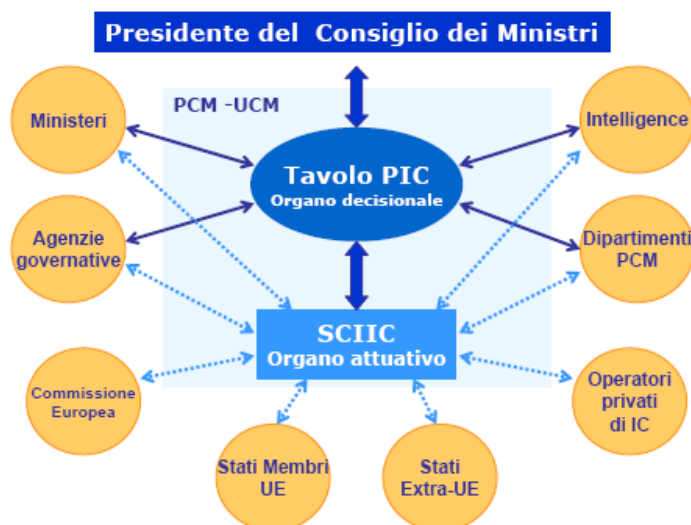 Presidente del Consiglio dei Ministri
PCM -UCM
Ministeri
Intelligence
Tavolo PIC
Organo decisionale
Agenzie
governative
Dipartimenti
PCM
SCIIC
Organo attuativo
Commissione
Europea
Operatori
privati
di IC
Stati Membri
UE
Stati
Extra-UE